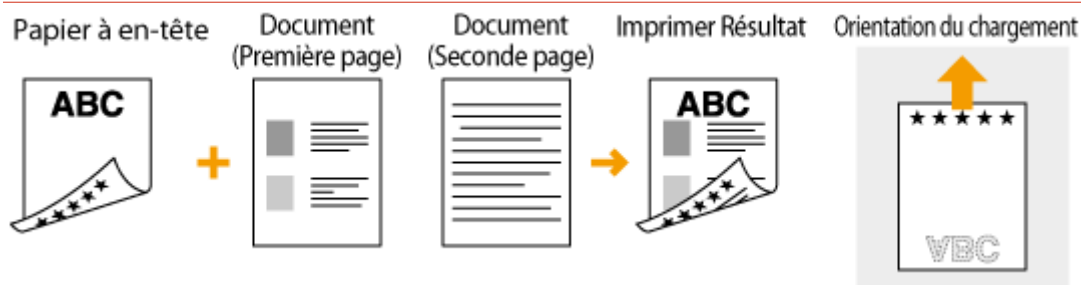 Papier à en-tête
Document
(Première page)
Document
(Seconde page)
Imprimer Résultat
Orientation du chargement
ABC
ABC
ABC